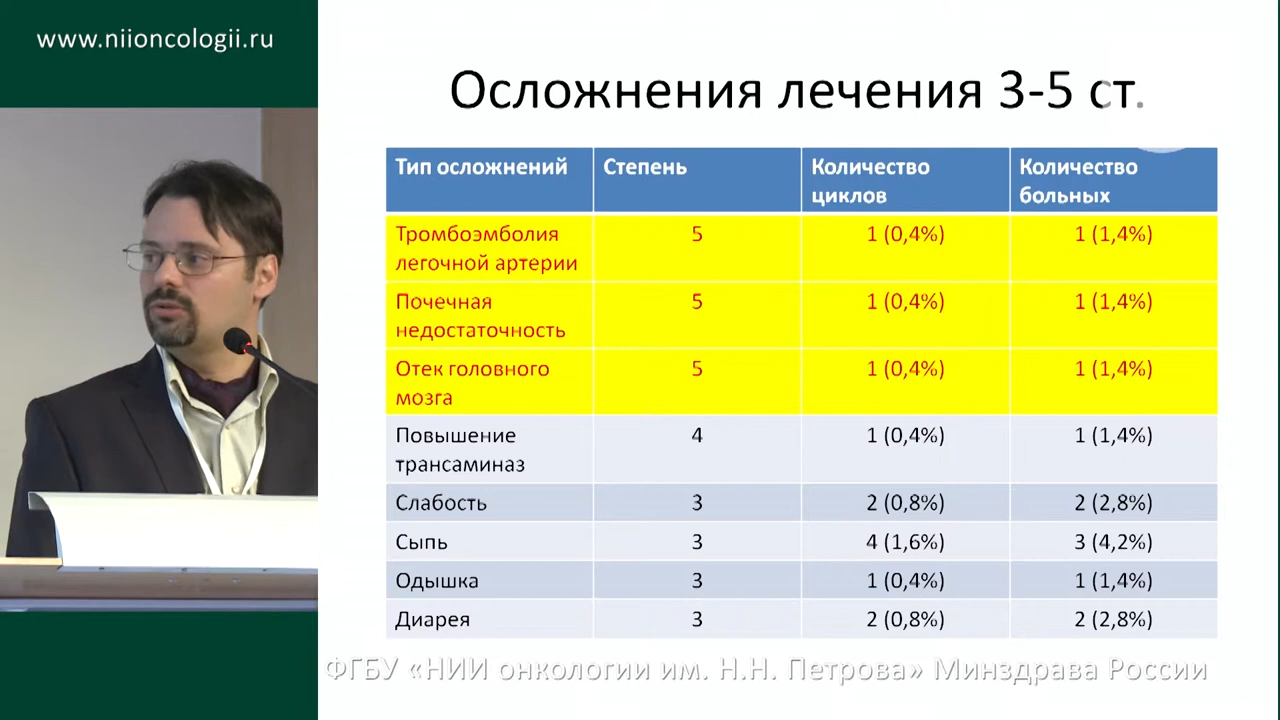 www.niioncologii.ru
Осложнения лечения 3-5 ст.
Тип осложнений Степень Количество циклов Количество больных
Тромбоэмболия легочной артерии 5 1 (0,4%) 1 (1,4%)
Почечная недостаточность 5 1 (0,4%) 1 (1,4%)
Отек головного мозга 5 1 (0,4%) 1 (1,4%)
Повышение трансаминаз 4 1 (0,4%) 1 (1,4%)
Слабость 3 2 (0,8%) 2 (2,8%)
Сыпь 3 4 (1,6%) 3 (4,2%)
Одышка 3 1 (0,4%) 1 (1,4%)
Диарея 3 2 (0,8%) 2 (2,8%)
ФГБУ «НИИ онкологии им. Н.Н. Петрова» Минздрава России